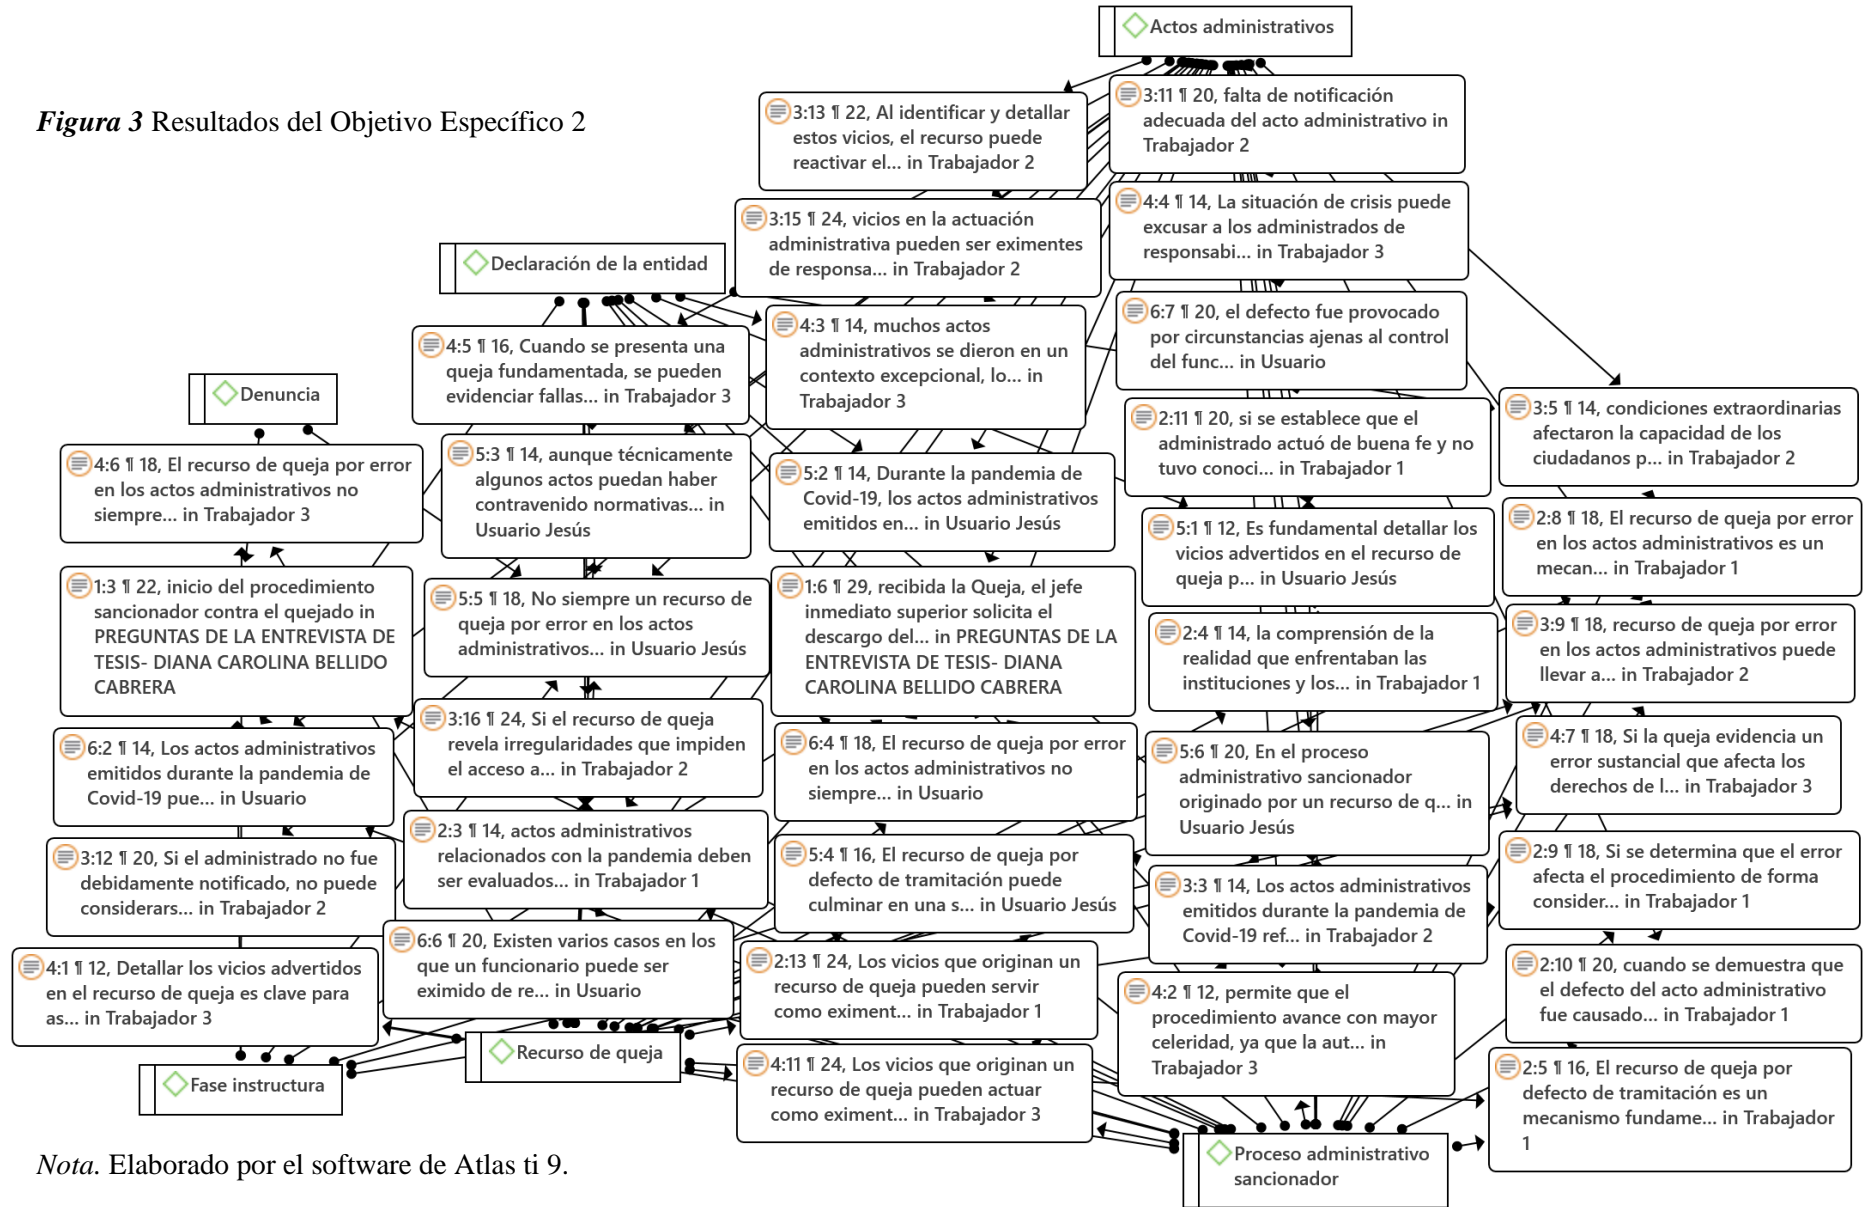 Actos administrativos
Figura 3 Resultados del Objetivo Específico 2
3:13 ¶ 22, Al identificar y detallar
estos vicios, el recurso puede
reactivar el... in Trabajador 2
3:11 ¶ 20, falta de notificación
adecuada del acto administrativo in
Trabajador 2
3:15 ¶ 24, vicios en la actuación
administrativa pueden ser eximentes
de responsa... in Trabajador 2
4:4 ¶ 14, La situación de crisis puede
excusar a los administrados de
responsabi... in Trabajador 3
Declaración de la entidad
6:7 ¶ 20, el defecto fue provocado
por circunstancias ajenas al control
del func... in Usuario
4:5 ¶ 16, Cuando se presenta una
queja fundamentada, se pueden
evidenciar fallas... in Trabajador 3
4:3 ¶ 14, muchos actos
administrativos se dieron en un
contexto excepcional, lo... in
Trabajador 3
Denuncia
3:5 ¶ 14, condiciones extraordinarias
afectaron la capacidad de los
ciudadanos p... in Trabajador 2
2:11 ¶ 20, si se establece que el
administrado actuó de buena fe y no
tuvo conoci... in Trabajador 1
4:6 ¶ 18, El recurso de queja por error
en los actos administrativos no
siempre... in Trabajador 3
5:3 ¶ 14, aunque técnicamente
algunos actos puedan haber
contravenido normativas... in
Usuario Jesús
5:2 ¶ 14, Durante la pandemia de
Covid-19, los actos administrativos
emitidos en... in Usuario Jesús
5:1 ¶ 12, Es fundamental detallar los
vicios advertidos en el recurso de
queja p... in Usuario Jesús
2:8 ¶ 18, El recurso de queja por error
en los actos administrativos es un
mecan... in Trabajador 1
1:3 ¶ 22, inicio del procedimiento
sancionador contra el quejado in
PREGUNTAS DE LA ENTREVISTA DE
TESIS- DIANA CAROLINA BELLIDO
CABRERA
5:5 ¶ 18, No siempre un recurso de
queja por error en los actos
administrativos... in Usuario Jesús
1:6 ¶ 29, recibida la Queja, el jefe
inmediato superior solicita el
descargo del... in PREGUNTAS DE LA
ENTREVISTA DE TESIS- DIANA
CAROLINA BELLIDO CABRERA
2:4 ¶ 14, la comprensión de la
realidad que enfrentaban las
instituciones y los... in Trabajador 1
3:9 ¶ 18, recurso de queja por error
en los actos administrativos puede
llevar a... in Trabajador 2
6:2 ¶ 14, Los actos administrativos
emitidos durante la pandemia de
Covid-19 pue... in Usuario
3:16 ¶ 24, Si el recurso de queja
revela irregularidades que impiden
el acceso a... in Trabajador 2
6:4 ¶ 18, El recurso de queja por error
en los actos administrativos no
siempre... in Usuario
5:6 ¶ 20, En el proceso
administrativo sancionador
originado por un recurso de q... in
Usuario Jesús
4:7 ¶ 18, Si la queja evidencia un
error sustancial que afecta los
derechos de l... in Trabajador 3
3:12 ¶ 20, Si el administrado no fue
debidamente notificado, no puede
considerars... in Trabajador 2
2:3 ¶ 14, actos administrativos
relacionados con la pandemia deben
ser evaluados... in Trabajador 1
5:4 ¶ 16, El recurso de queja por
defecto de tramitación puede
culminar en una s... in Usuario Jesús
3:3 ¶ 14, Los actos administrativos
emitidos durante la pandemia de
Covid-19 ref... in Trabajador 2
2:9 ¶ 18, Si se determina que el error
afecta el procedimiento de forma
consider... in Trabajador 1
4:1 ¶ 12, Detallar los vicios advertidos
en el recurso de queja es clave para
as... in Trabajador 3
6:6 ¶ 20, Existen varios casos en los
que un funcionario puede ser
eximido de re... in Usuario
2:13 ¶ 24, Los vicios que originan un
recurso de queja pueden servir
como eximent... in Trabajador 1
4:2 ¶ 12, permite que el
procedimiento avance con mayor
celeridad, ya que la aut... in
Trabajador 3
2:10 ¶ 20, cuando se demuestra que
el defecto del acto administrativo
fue causado... in Trabajador 1
Fase instructura
Recurso de queja
4:11 ¶ 24, Los vicios que originan un
recurso de queja pueden actuar
como eximent... in Trabajador 3
2:5 ¶ 16, El recurso de queja por
defecto de tramitación es un
mecanismo fundame... in Trabajador
1
Proceso administrativo
sancionador
Nota. Elaborado por el software de Atlas ti 9.